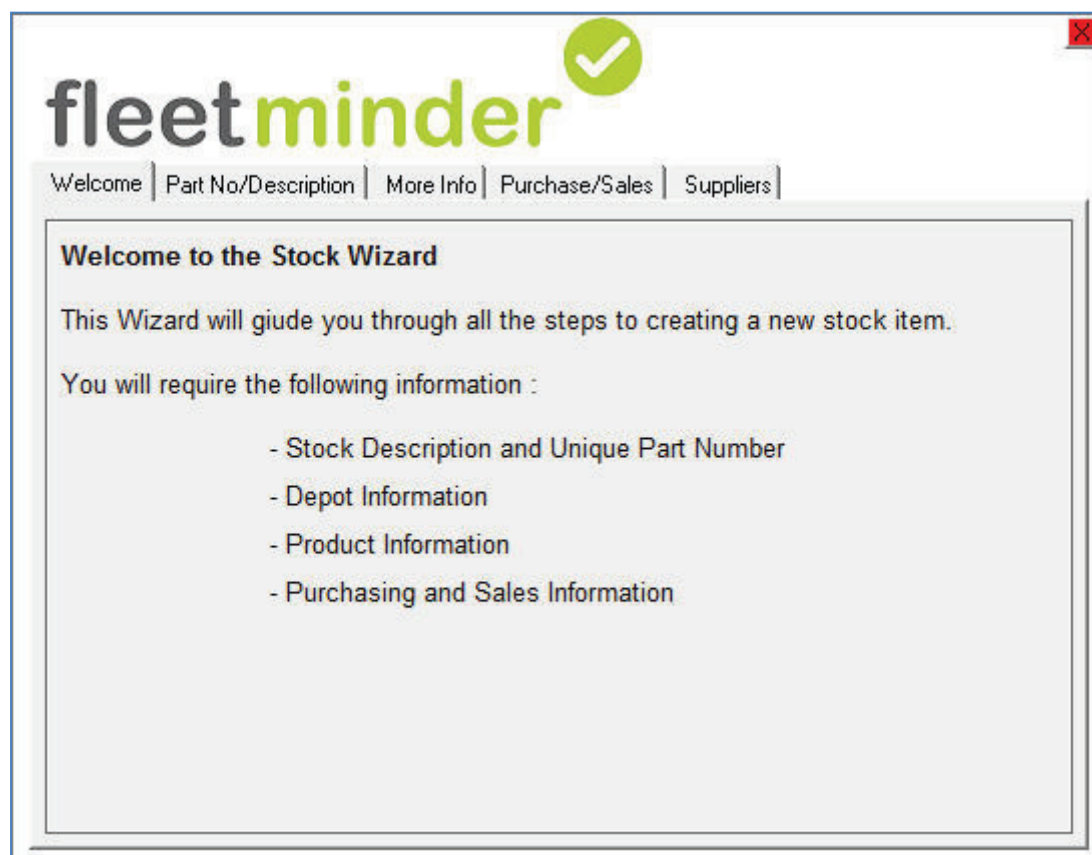 fleetminder
Welcome Part No/Description More Info Purchase/Sales Suppliers
Welcome to the Stock Wizard
This Wizard will giude you through all the steps to creating a new stock item.
You will require the following information :
- Stock Description and Unique Part Number
- Depot Information
- Product Information
- Purchasing and Sales Information